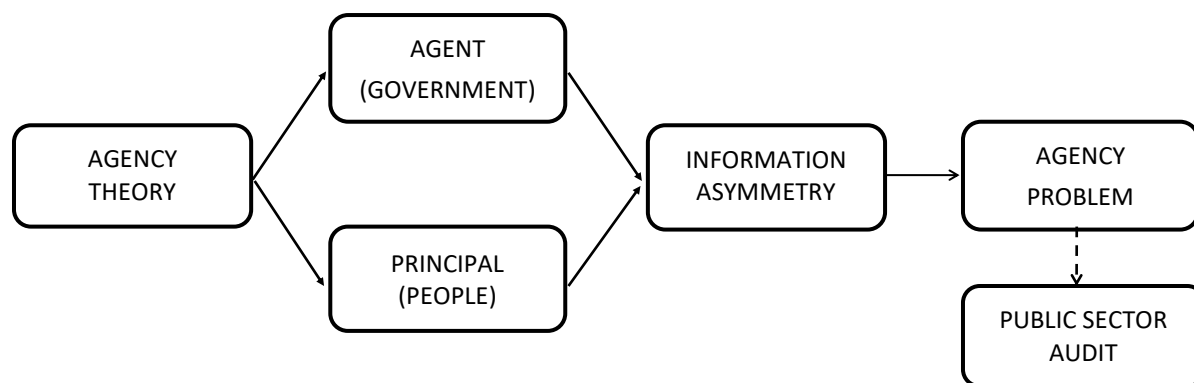 AGENCY
THEORY
AGENT
(GOVERNMENT)
PRINCIPAL
(PEOPLE)
INFORMATION
ASYMMETRY
AGENCY
PROBLEM
PUBLIC SECTOR
AUDIT